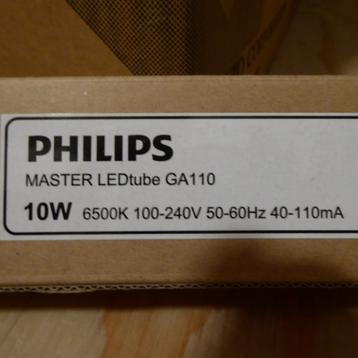 PHILIPS
MASTER LEDtube GA110
10W 6500K 100-240V 50-60Hz 40-110mA